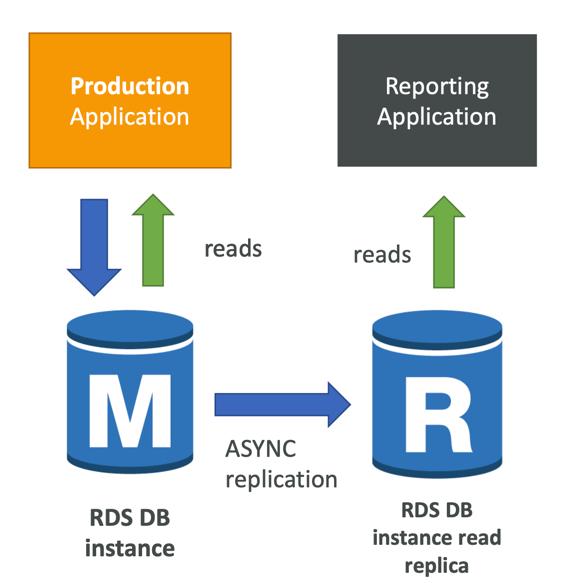 Production
Application
Reporting
Application
reads
reads
M
R
ASYNC
replication
RDS DB
instance
RDS DB
instance read
replica